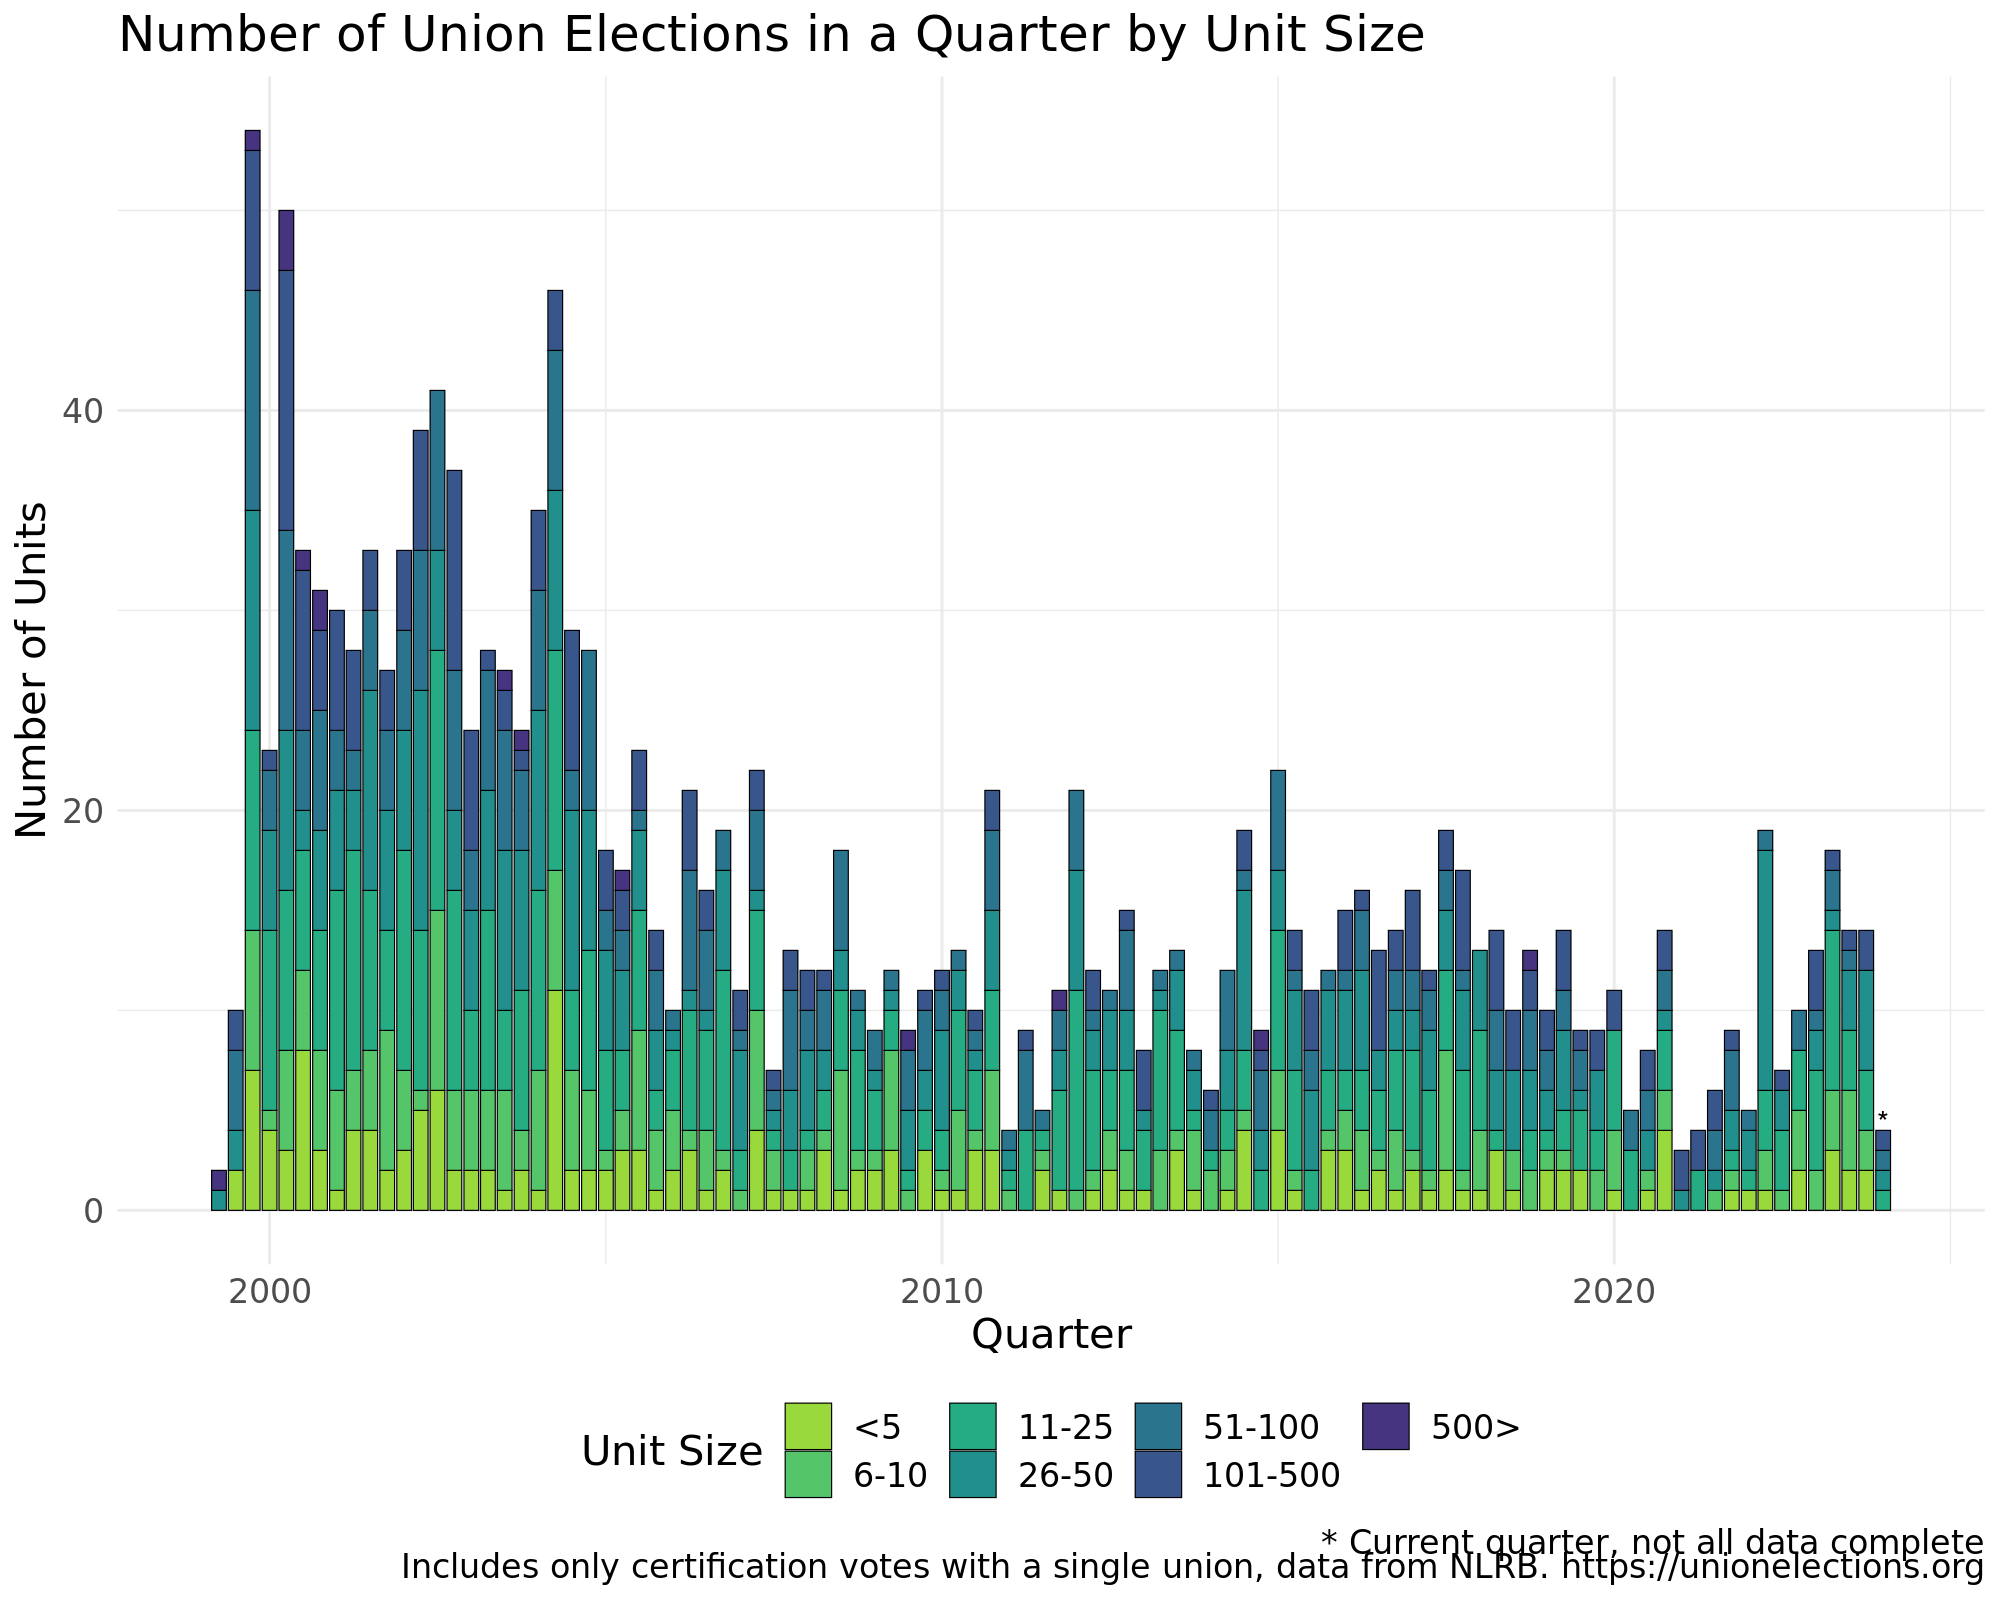 Number of Union Elections in a Quarter by Unit Size
Number of Units
40
20
0
*
2000 2010 2020
Quarter
Unit Size
<5 11-25 51-100 500>
6-10 26-50 101-500
* Current quarter, not all data complete
Includes only certification votes with a single union, data from NLRB. https://unionelections.org